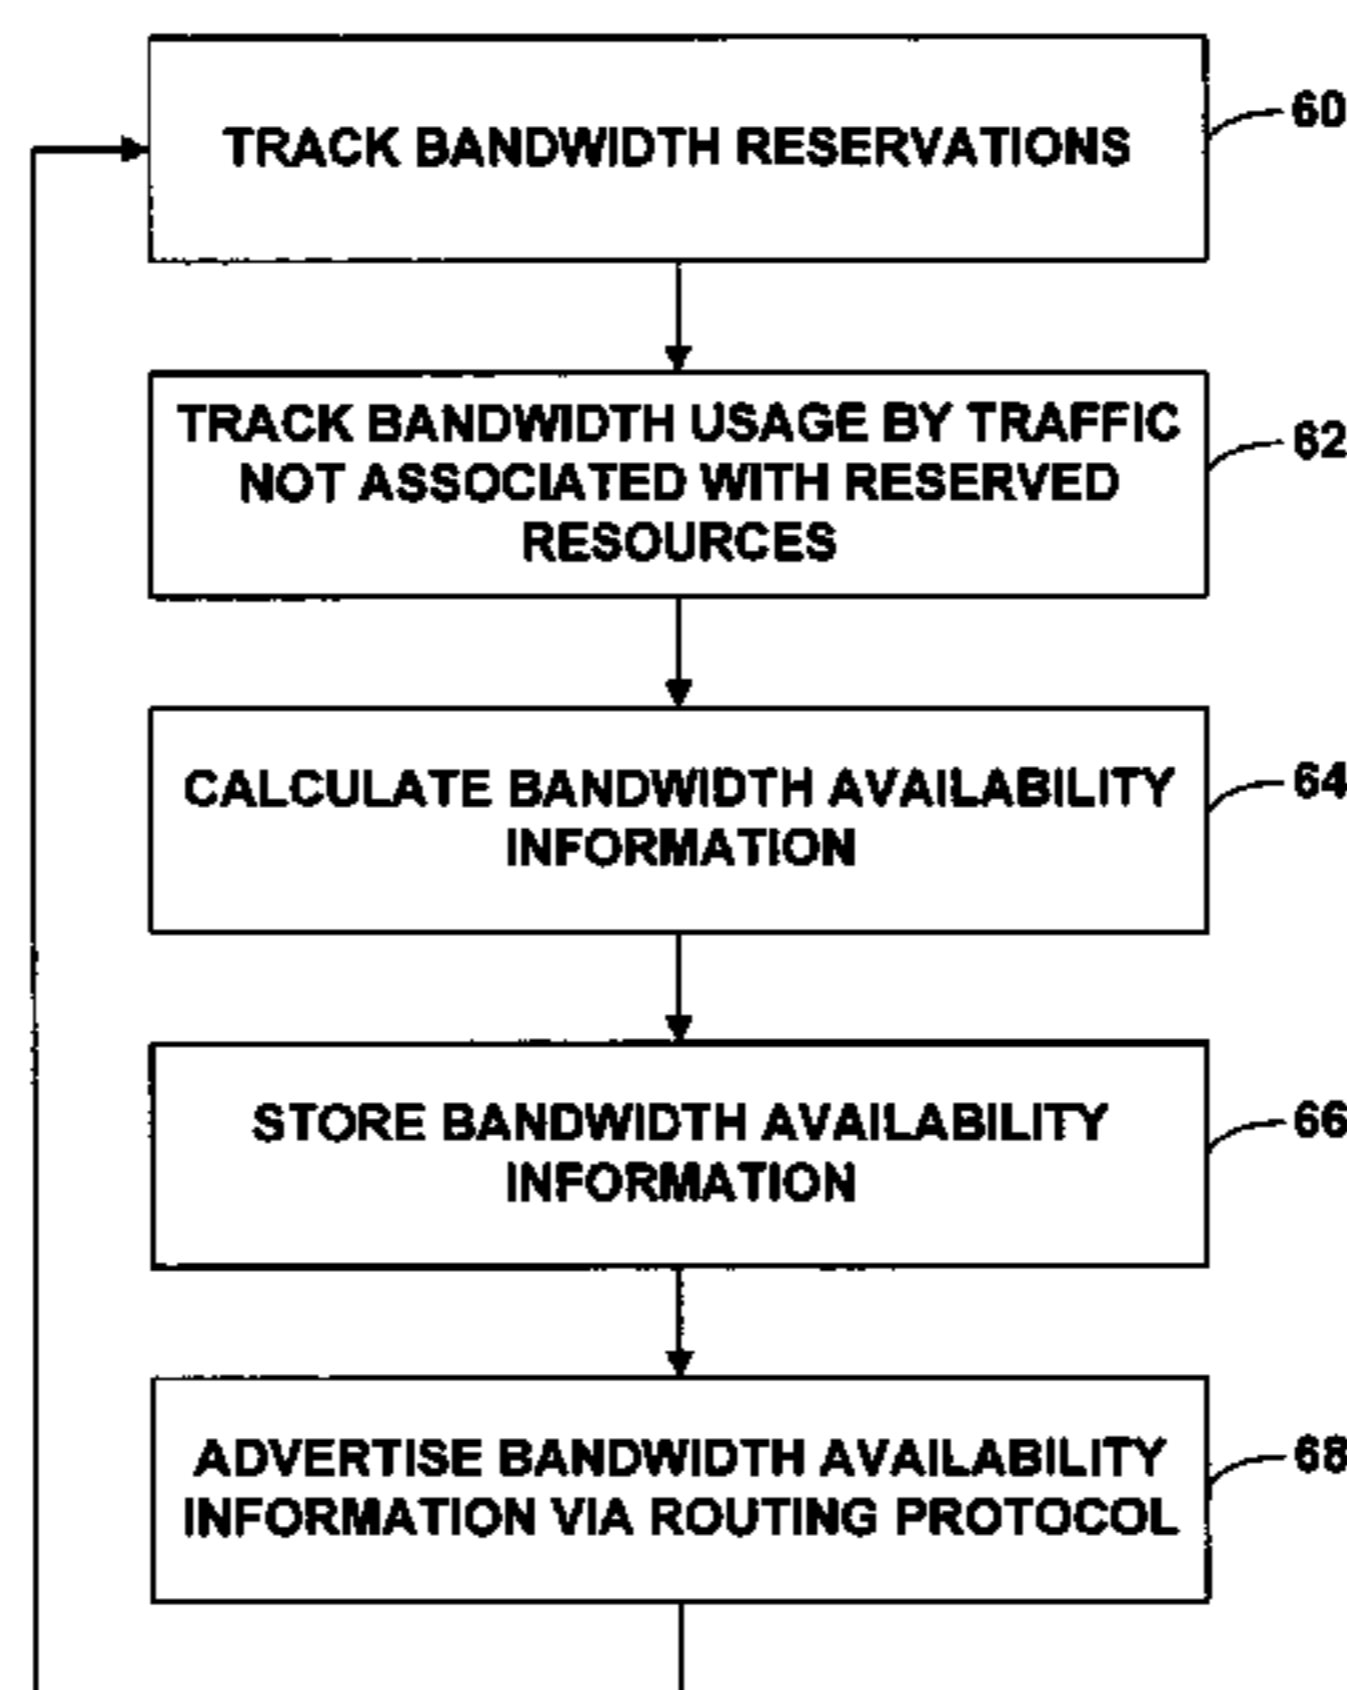 TRACK BANDWIDTH RESERVATIONS
60
TRACK BANDWIDTH USAGE BY TRAFFIC
NOT ASSOCIATED WITH RESERVED
RESOURCES
62
CALCULATE BANDWIDTH AVAILABILITY
INFORMATION
64
STORE BANDWIDTH AVAILABILITY
INFORMATION
66
ADVERTISE BANDWIDTH AVAILABILITY
INFORMATION VIA ROUTING PROTOCOL
68